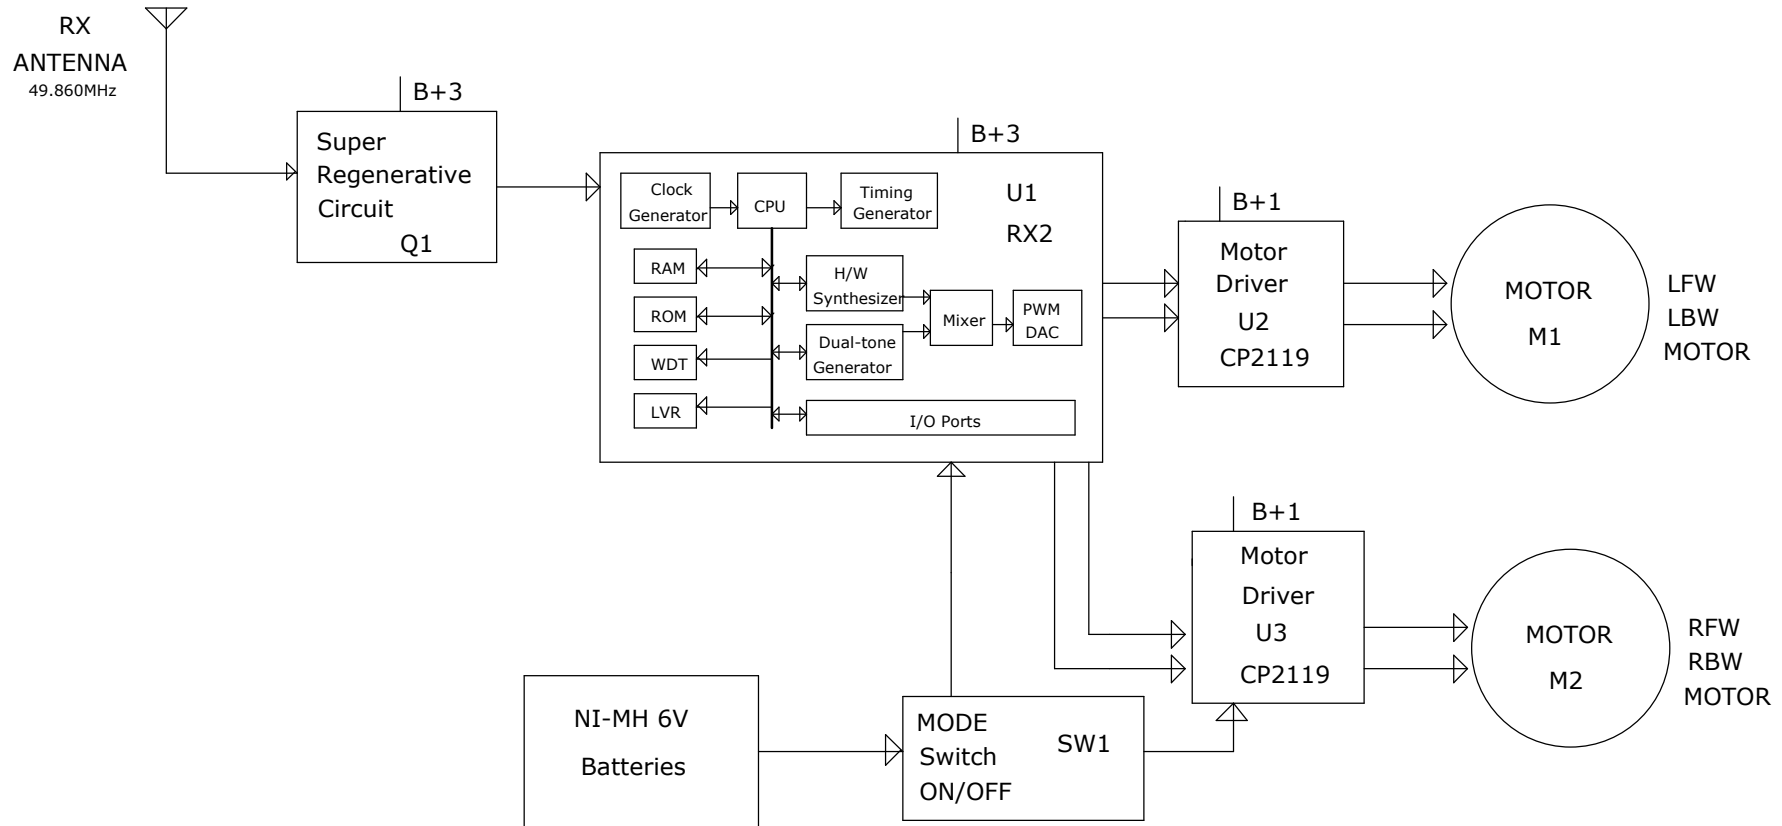 RX
ANTENNA
49.860MHz
B+3
Super
Regenerative
Circuit
Q1
B+3
U1
RX2
Clock
Generator
CPU
Timing
Generator
RAM
ROM
WDT
LVR
H/W
Synthesizer
Dual-tone
Generator
Mixer
PWM
DAC
I/O Ports
B+1
Motor
Driver
U2
CP2119
MOTOR
M1
LFW
LBW
MOTOR
B+1
Motor
Driver
U3
CP2119
MOTOR
M2
RFW
RBW
MOTOR
NI-MH 6V
Batteries
MODE
Switch
ON/OFF
SW1